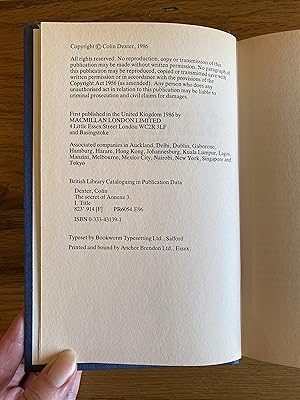 Copyright © Colin Dexter, 1986
All rights reserved. No reproduction, copy or transmission of this
publication may be made without written permission. No paragraph of
this publication may be reproduced, copied or transmitted save with
written permission or in accordance with the provisions of the
Copyright Act 1956 (as amended). Any person who does any
unauthorised act in relation to this publication may be liable to
criminal prosecution and civil claims for damages.
First published in the United Kingdom 1986 by
MACMILLAN LONDON LIMITED
4 Little Essex Street London WC2R 3LF
and Basingstoke
Associated companies in Auckland, Delhi, Dublin, Gaborone,
Hamburg, Harare, Hong Kong, Johannesburg, Kuala Lumpur, Lagos,
Manzini, Melbourne, Mexico City, Nairobi, New York, Singapore and
Tokyo
British Library Cataloguing in Publication Data
Dexter, Colin
The secret of Annexe 3.
I. Title
823'.914 [F] PR6054.E96
ISBN 0-333-43139-1
Typeset by Bookworm Typesetting Ltd., Salford
Printed and bound by Anchor Brendon Ltd., Essex.